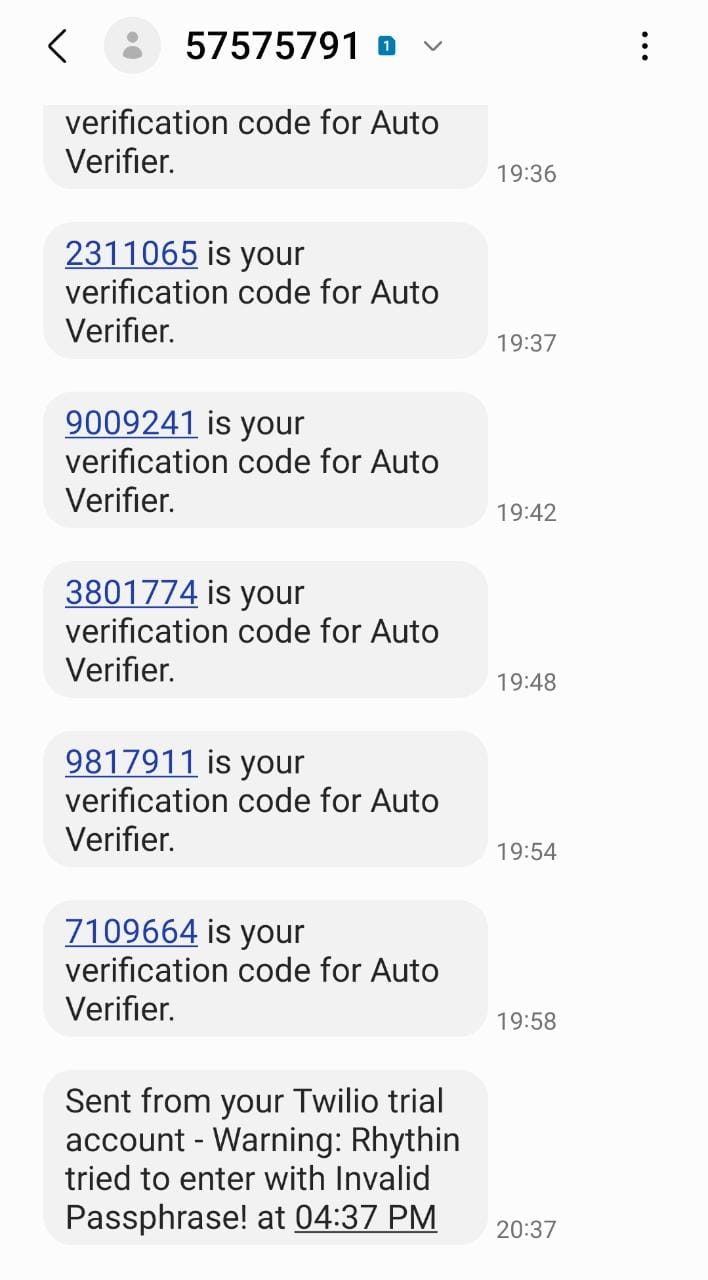 57575791 1
verification code for Auto
Verifier.
19:36
2311065 is your
verification code for Auto
Verifier.
19:37
9009241 is your
verification code for Auto
Verifier.
19:42
3801774 is your
verification code for Auto
Verifier.
19:48
9817911 is your
verification code for Auto
Verifier.
19:54
7109664 is your
verification code for Auto
Verifier.
19:58
Sent from your Twilio trial
account - Warning: Rhythin
tried to enter with Invalid
Passphrase! at 04:37 PM
20:37